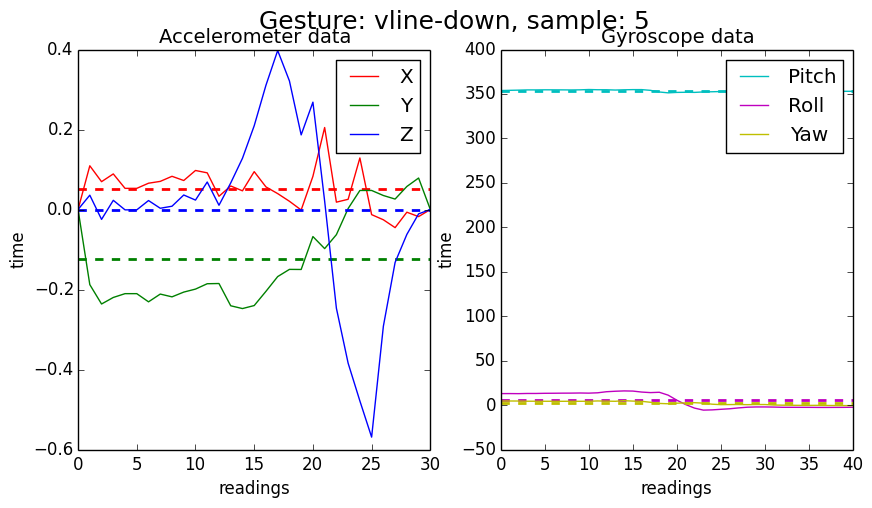 Gesture: vline-down, sample: 5
Accelerometer data
Gyroscope data
X
Y
Z
Pitch
Roll
Yaw
0.4
0.2
0.0
−0.2
−0.4
−0.6
time
0
5
10
15
20
25
30
readings
400
350
300
250
200
150
100
50
0
−50
time
0
5
10
15
20
25
30
35
40
readings